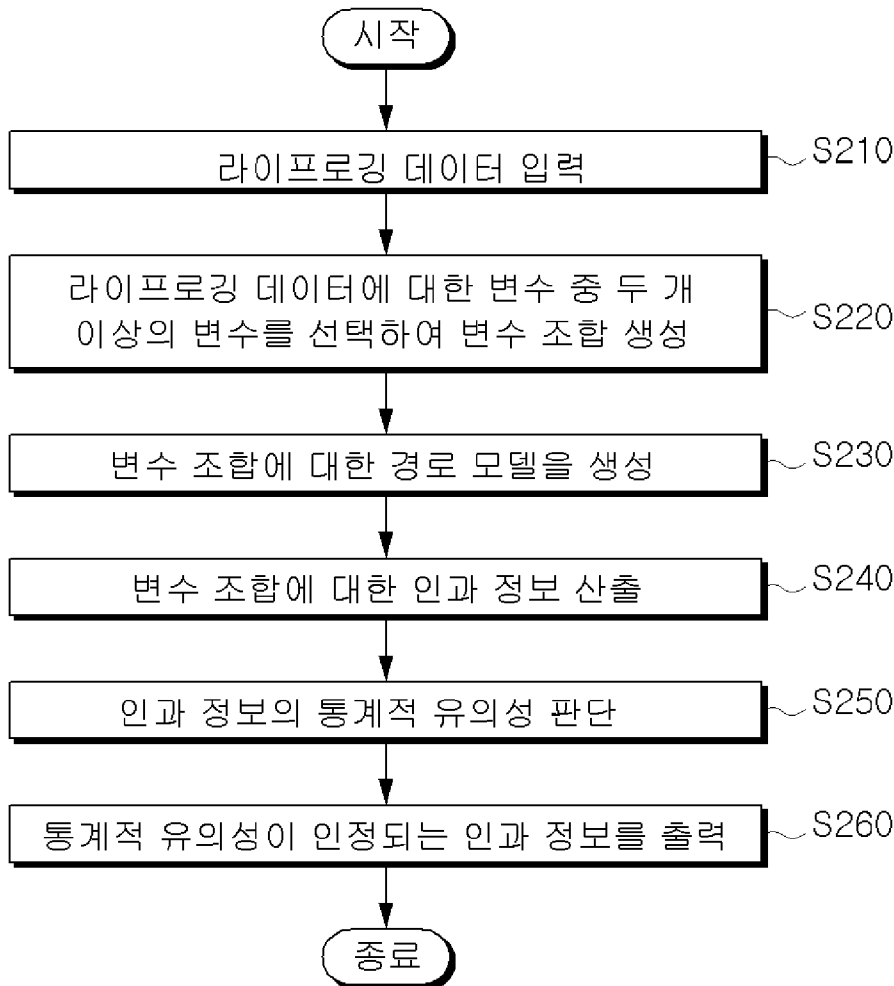 시작
라이프로깅 데이터 입력
S210
라이프로깅 데이터에 대한 변수 중 두 개
이상의 변수를 선택하여 변수 조합 생성
S220
변수 조합에 대한 경로 모델을 생성
S230
변수 조합에 대한 인과 정보 산출
S240
인과 정보의 통계적 유의성 판단
S250
통계적 유의성이 인정되는 인과 정보를 출력
S260
종료